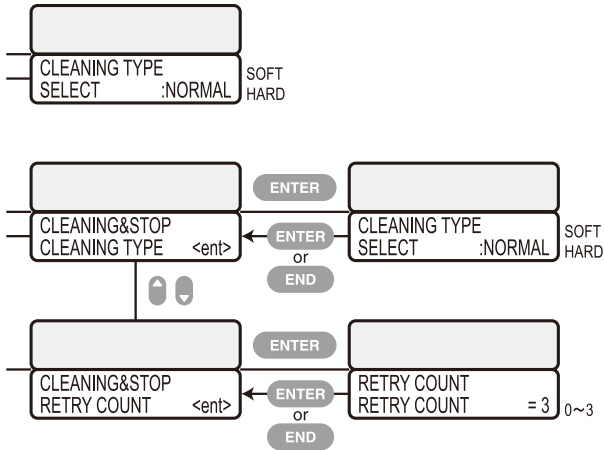 CLEANING TYPE
SELECT :NORMAL
SOFT
HARD
CLEANING&STOP
CLEANING TYPE <ent>
ENTER
ENTER
or
END
CLEANING TYPE
SELECT :NORMAL
SOFT
HARD
CLEANING&STOP
RETRY COUNT <ent>
ENTER
ENTER
or
END
RETRY COUNT
RETRY COUNT = 3
0~3